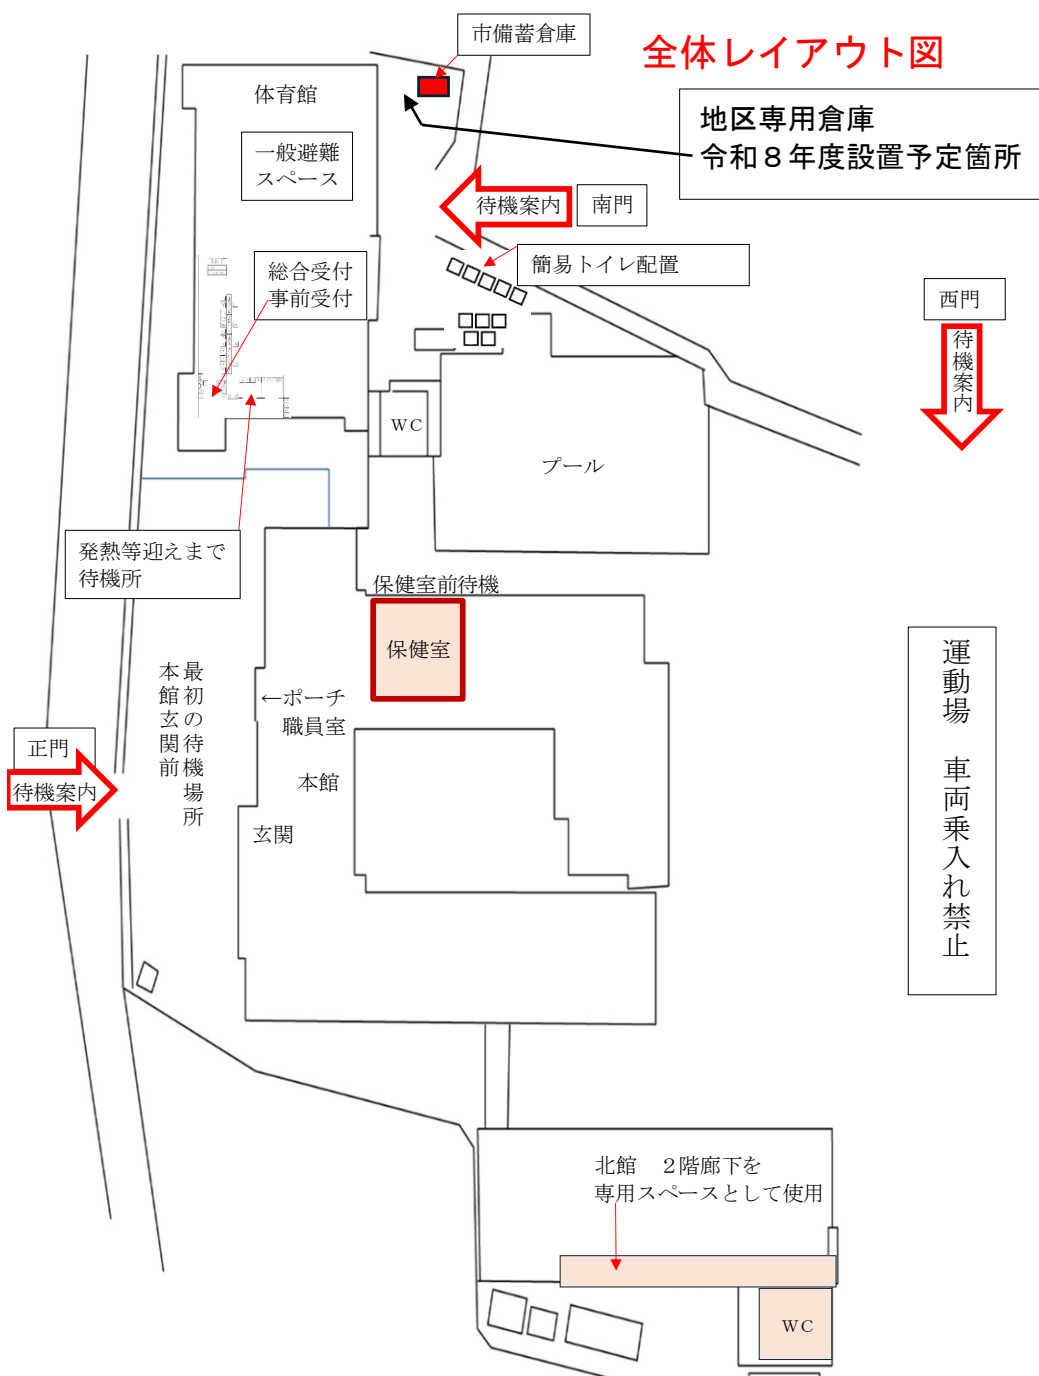 全体レイアウト図
市備蓄倉庫
地区専用倉庫
令和８年度設置予定箇所
体育館
一般避難
スペース
待機案内
南門
簡易トイレ配置
総合受付
事前受付
西門
待機案内
WC
プール
発熱等迎えまで
待機所
保健室前待機
保健室
最初の待機場所
本館玄関前
←ポーチ
職員室
本館
玄関
正門
待機案内
運動場　車両乗入れ禁止
北館　２階廊下を
専用スペースとして使用
WC